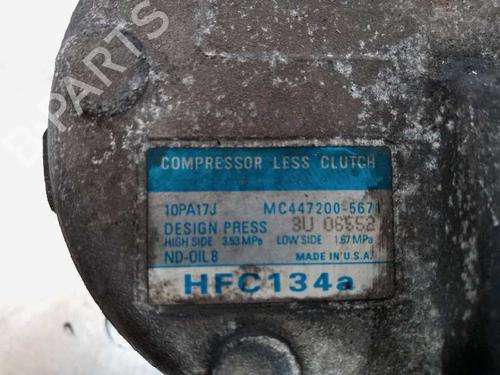 B-PARTS
COMPRESSOR LESS CLUTCH
10PA17J MC447200-5671
DESIGN PRESS 3U 06552
HIGH SIDE 3.53MPa LOW SIDE 1.67MPa
ND-OIL8 MADE IN U.S.A.
HFC134a